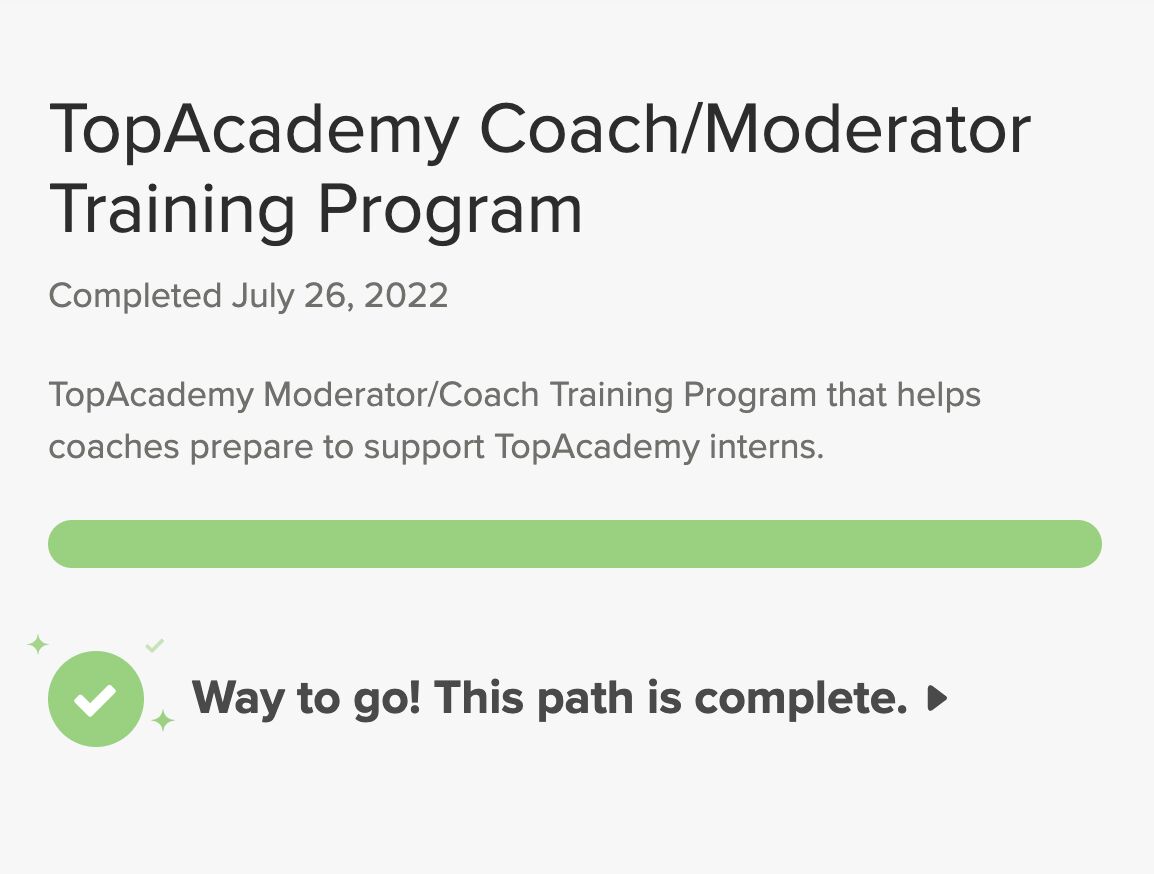 TopAcademy Coach/Moderator
Training Program
Completed July 26, 2022
TopAcademy Moderator/Coach Training Program that helps
coaches prepare to support TopAcademy interns.
Way to go! This path is complete.